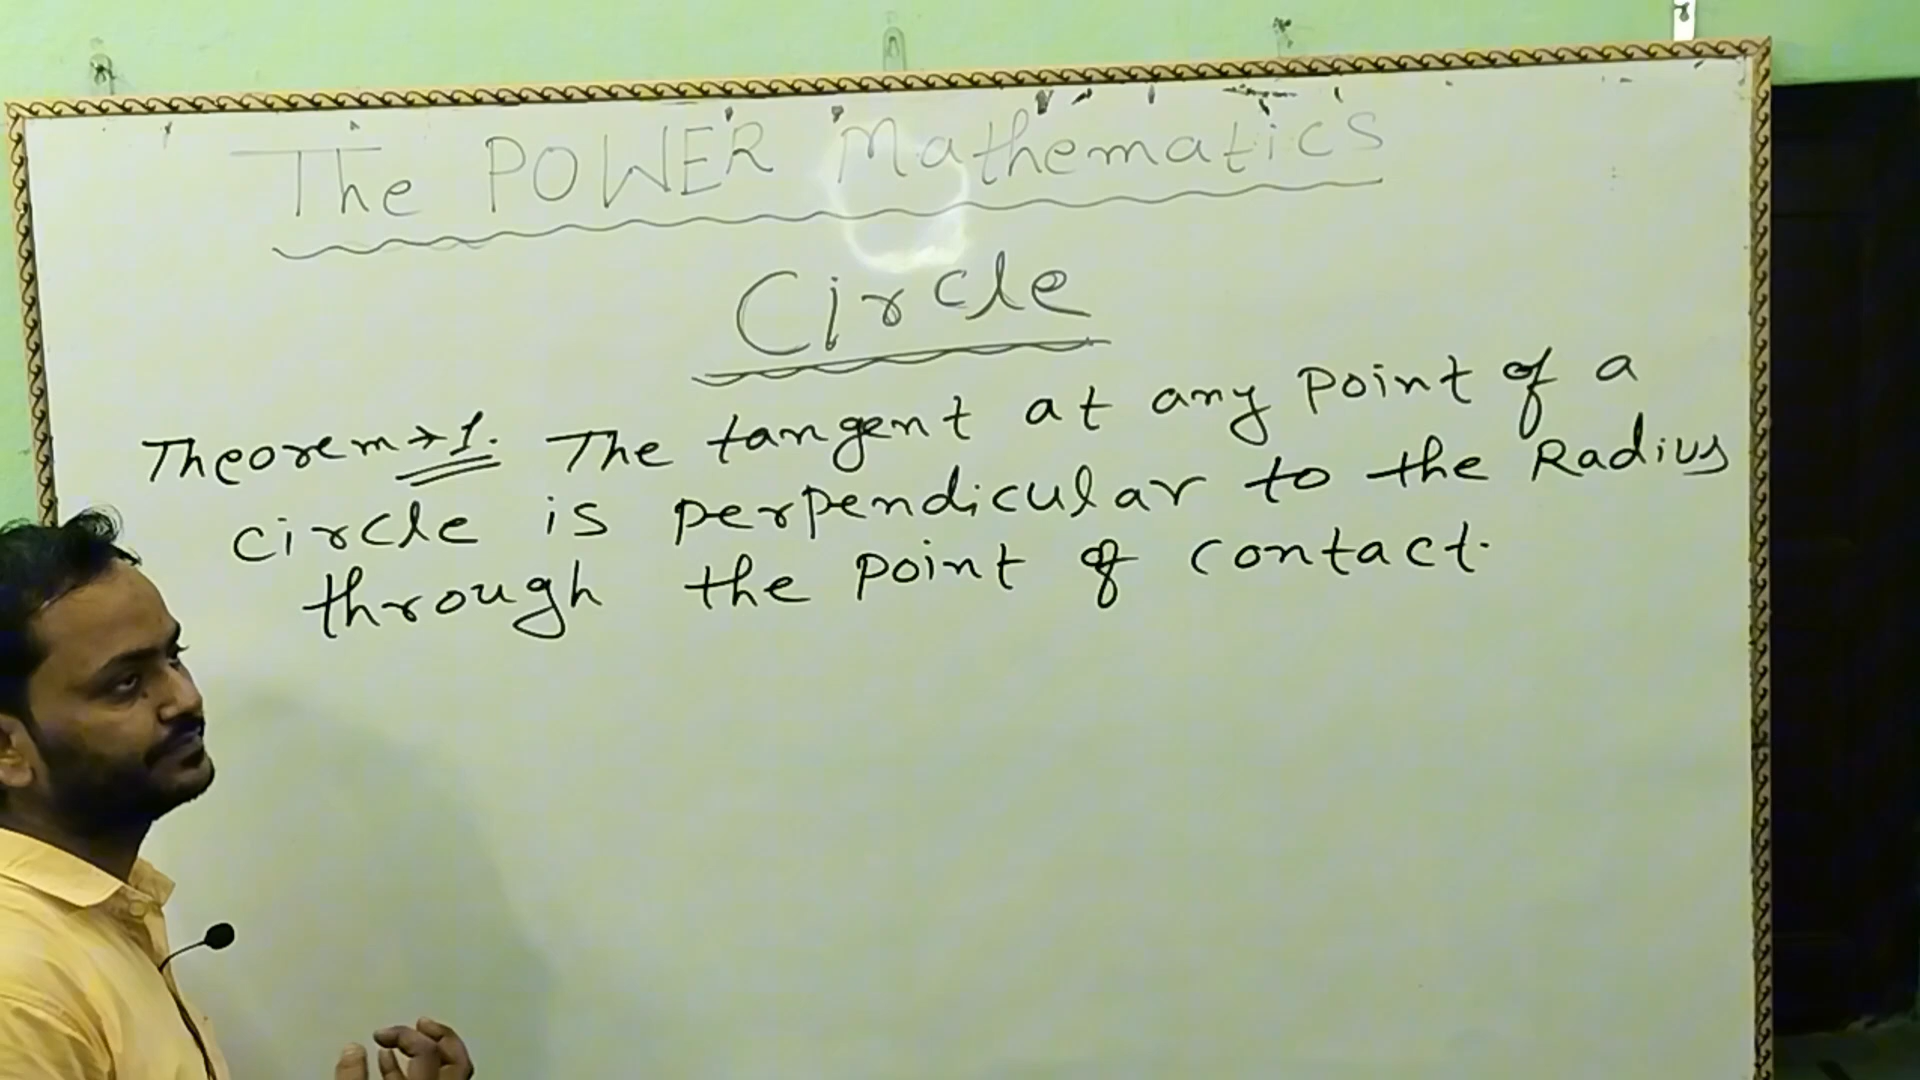 The POWER Mathematics
Circle
Theorem→1. The tangent at any point of a
circle is perpendicular to the Radius
through the point of contact.